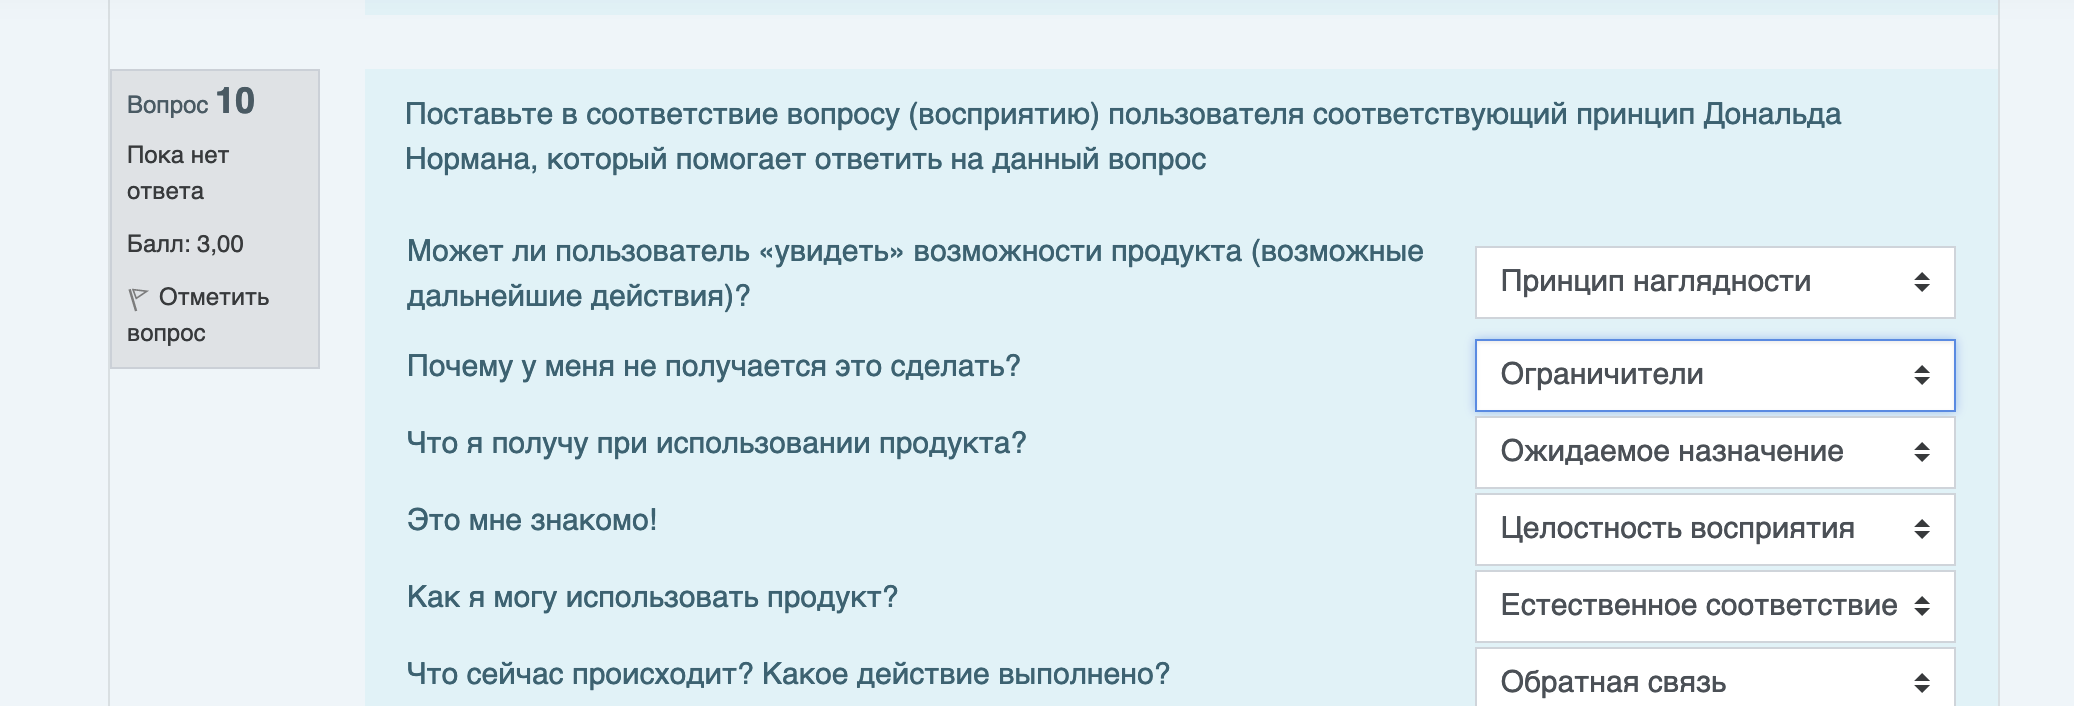 Вопрос 10
Пока нет
ответа
Балл: 3,00
Отметить
вопрос
Поставьте в соответствие вопросу (восприятию) пользователя соответствующий принцип Дональда
Нормана, который помогает ответить на данный вопрос
Может ли пользователь «увидеть» возможности продукта (возможные
дальнейшие действия)?
Принцип наглядности
Почему у меня не получается это сделать?
Ограничители
Что я получу при использовании продукта?
Ожидаемое назначение
Это мне знакомо!
Целостность восприятия
Как я могу использовать продукт?
Естественное соответствие
Что сейчас происходит? Какое действие выполнено?
Обратная связь